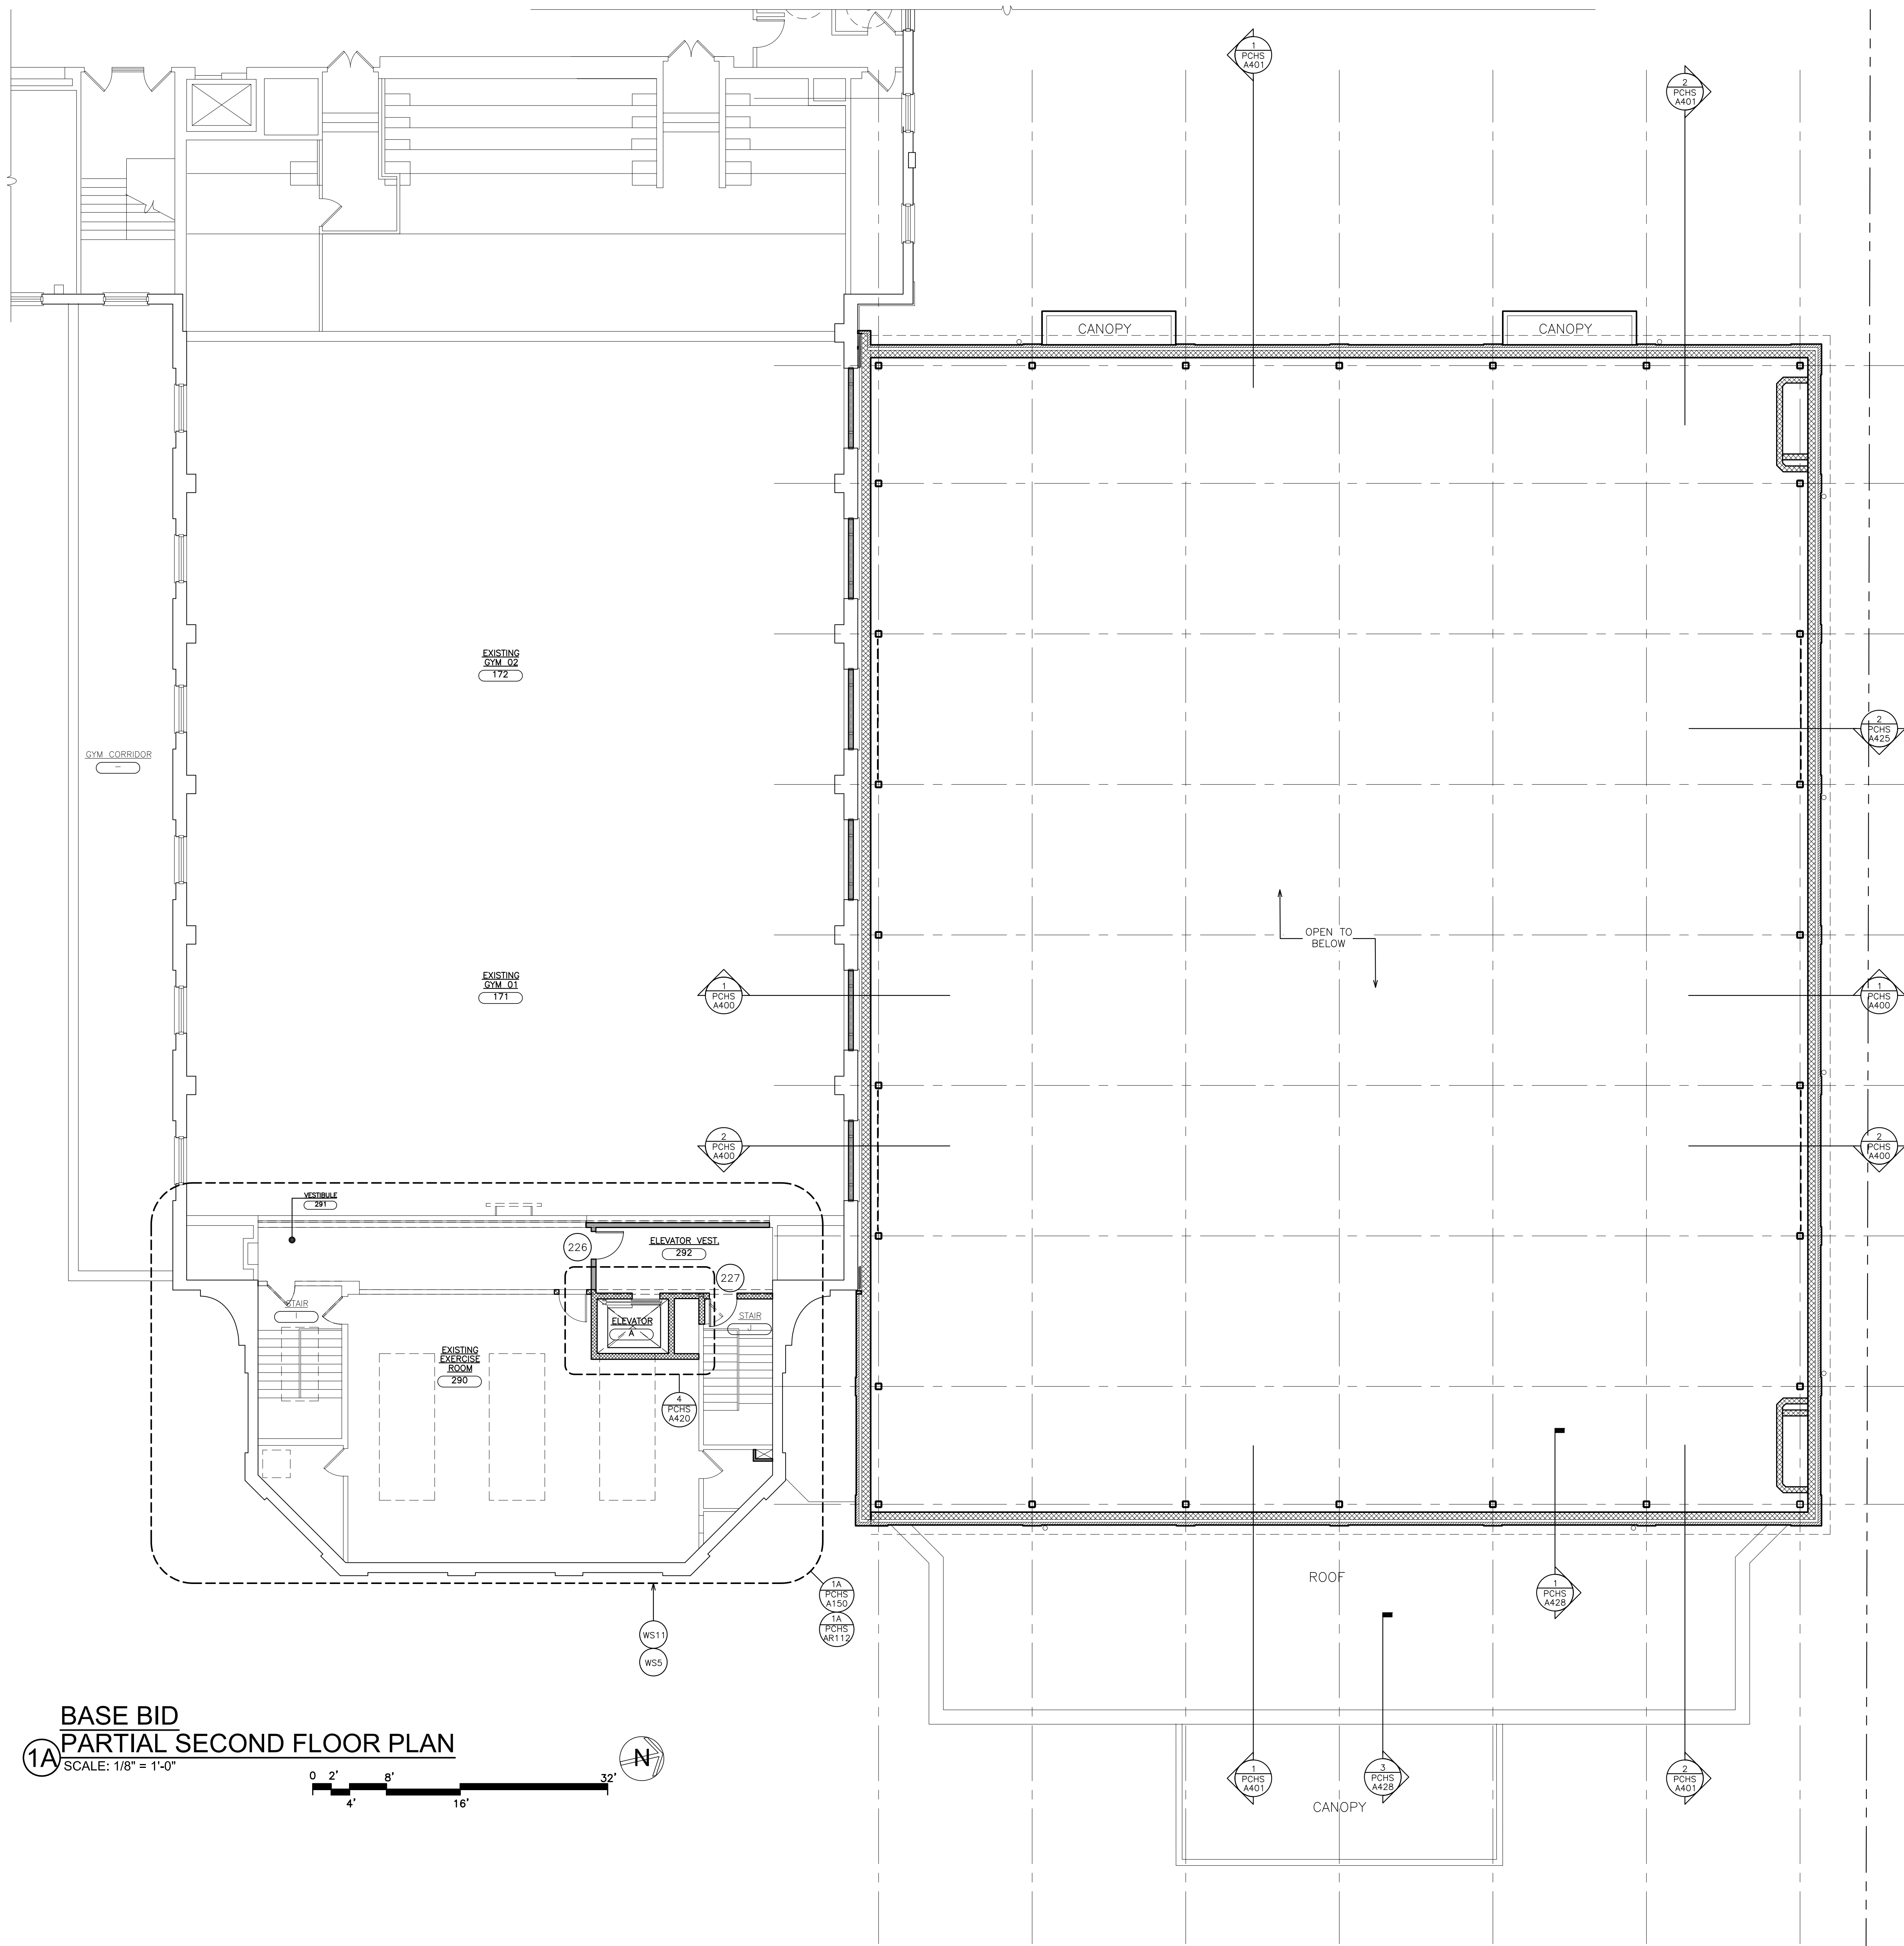 1
PCHS
A401
2
PCHS
A401
CANOPY
CANOPY
EXISTING
GYM 02
172
GYM CORRIDOR
-
2
PCHS
A425
OPEN TO
BELOW
EXISTING
GYM 01
171
1
PCHS
A400
1
PCHS
A400
2
PCHS
A400
2
PCHS
A400
VESTIBULE
291
226
ELEVATOR VEST.
292
227
STAIR
I
ELEVATOR
A
STAIR
J
EXISTING
EXERCISE
ROOM
290
4
PCHS
A420
1A
PCHS
A150
1A
PCHS
AR112
WS11
WS5
ROOF
1
PCHS
A428
BASE BID
1A PARTIAL SECOND FLOOR PLAN
SCALE: 1/8" = 1'-0"
N
0 2' 8' 32'
4' 16'
1
PCHS
A401
3
PCHS
A428
2
PCHS
A401
CANOPY